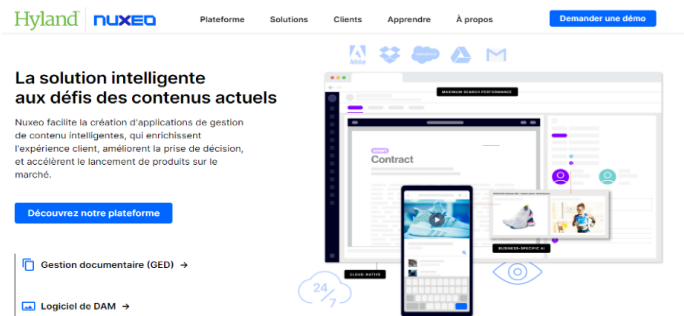 Hyland nuxeo Plateforme Solutions Clients Apprendre À propos Demander une démo
Adobe
salesforce
La solution intelligente
aux défis des contenus actuels
Nuxeo facilite la création d'applications de gestion
de contenu intelligentes, qui enrichissent
l'expérience client, améliorent la prise de décision,
et accélèrent le lancement de produits sur le
marché.
Découvrez notre plateforme
Gestion documentaire (GED) →
Logiciel de DAM →
MAXIMUM SEARCH PERFORMANCE
Contract
BUSINESS-SPECIFIC AI
CLOUD-NATIVE
24/7